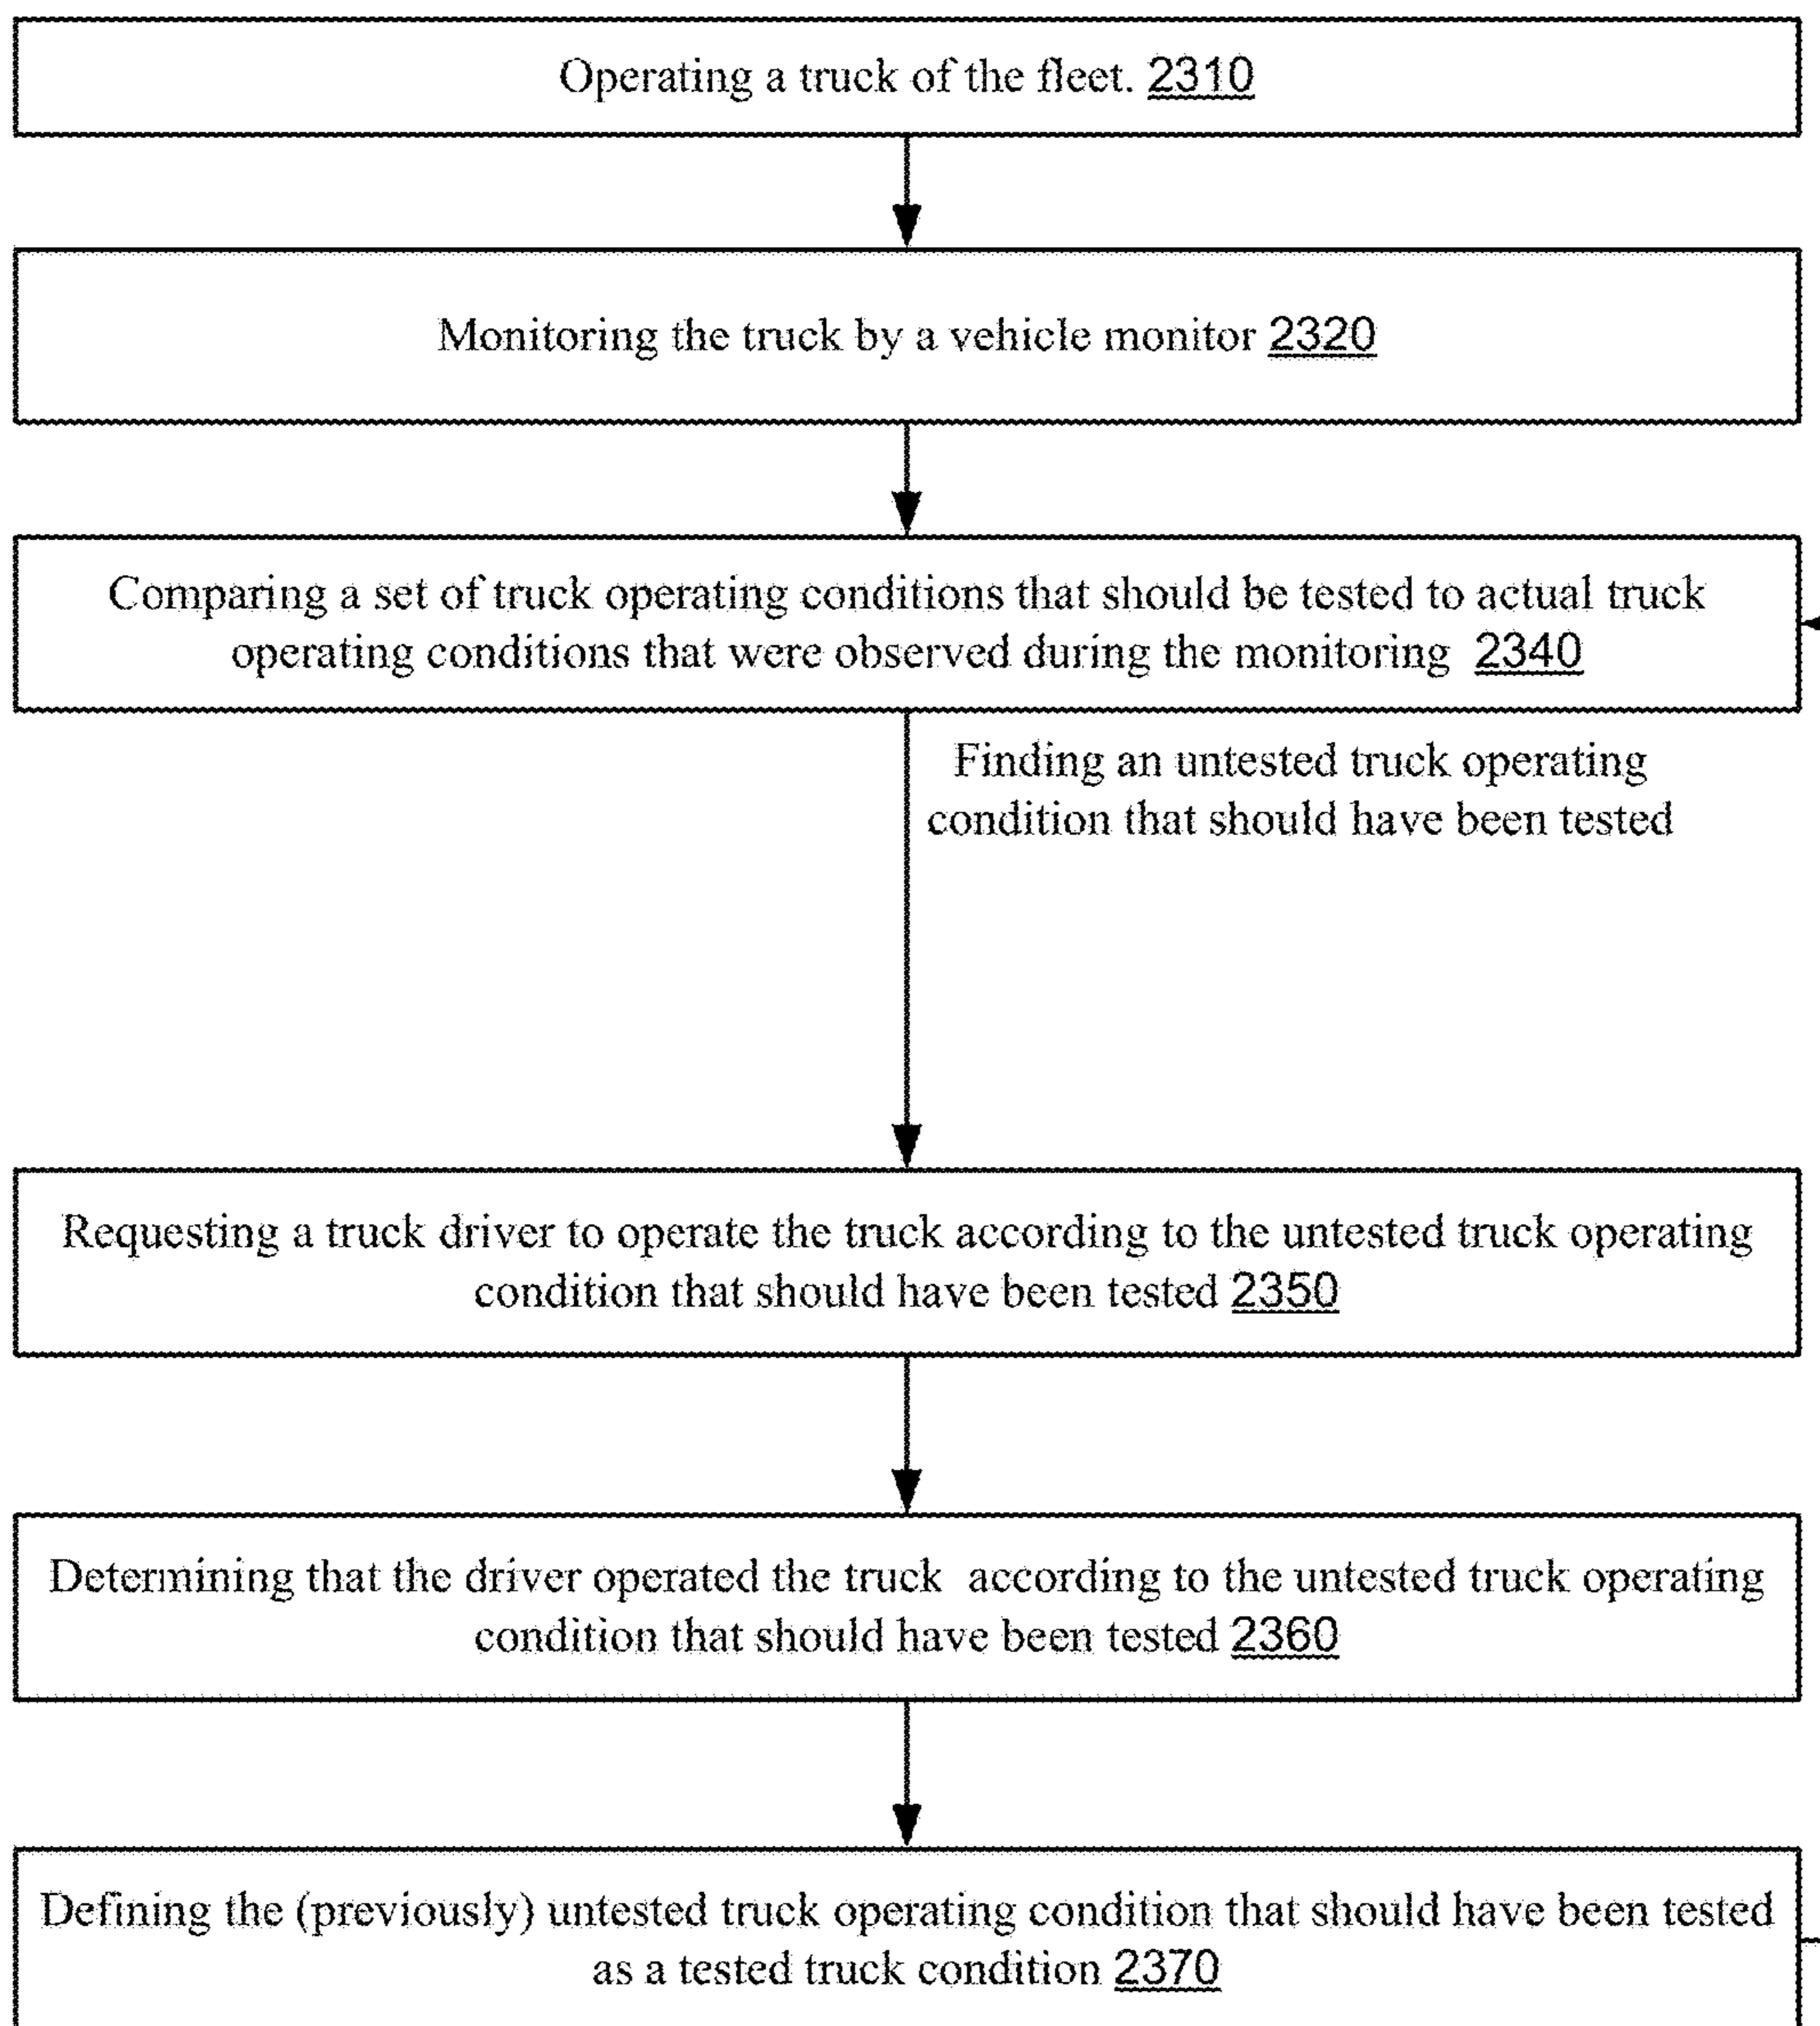 Operating a truck of the fleet. 2310
Monitoring the truck by a vehicle monitor 2320
Comparing a set of truck operating conditions that should be tested to actual truck
operating conditions that were observed during the monitoring 2340
Finding an untested truck operating
condition that should have been tested
Requesting a truck driver to operate the truck according to the untested truck operating
condition that should have been tested 2350
Determining that the driver operated the truck according to the untested truck operating
condition that should have been tested 2360
Defining the (previously) untested truck operating condition that should have been tested
as a tested truck condition 2370